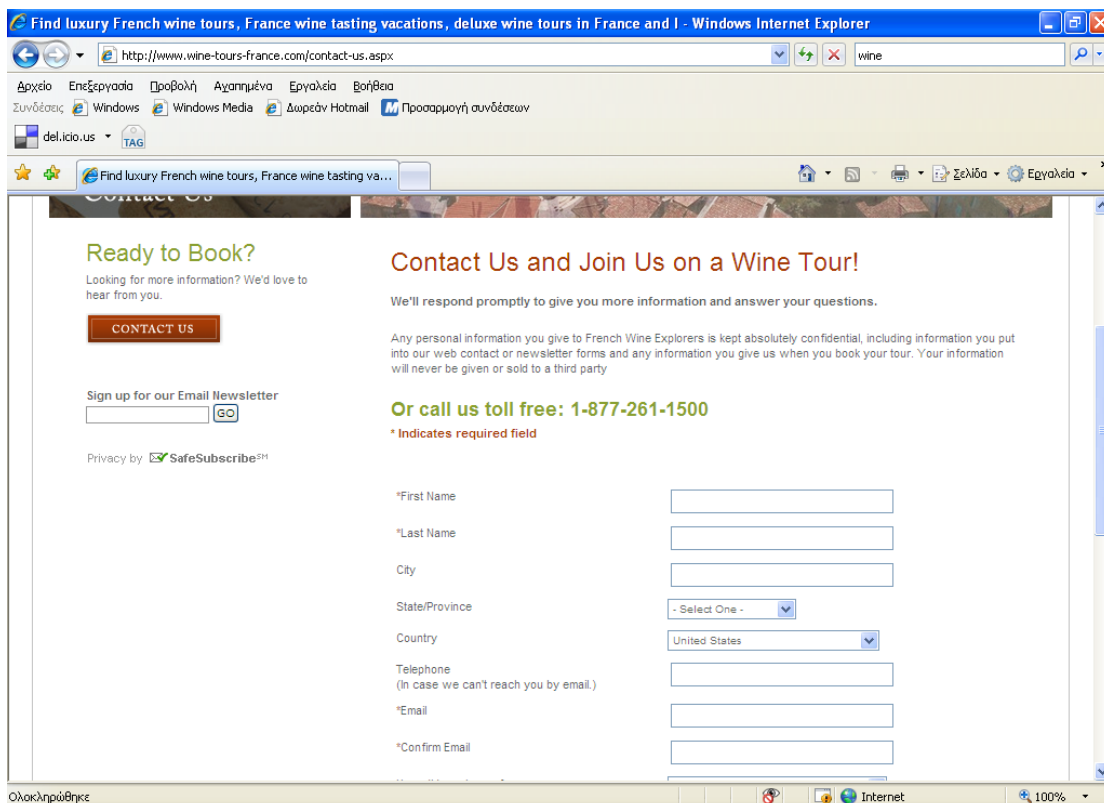 Find luxury French wine tours, France wine tasting vacations, deluxe wine tours in France and I - Windows Internet Explorer
http://www.wine-tours-france.com/contact-us.aspx
wine
Αρχείο Επεξεργασία Προβολή Αγαπημένα Εργαλεία Βοήθεια
Συνδέσεις Windows Windows Media Δωρεάν Hotmail Προσαρμογή συνδέσεων
del.icio.us TAG
Find luxury French wine tours, France wine tasting va...
Σελίδα Εργαλεία
Contact Us
Ready to Book?
Looking for more information? We'd love to
hear from you.
CONTACT US
Sign up for our Email Newsletter
GO
Privacy by SafeSubscribe℠
Contact Us and Join Us on a Wine Tour!
We'll respond promptly to give you more information and answer your questions.
Any personal information you give to French Wine Explorers is kept absolutely confidential, including information you put
into our web contact or newsletter forms and any information you give us when you book your tour. Your information
will never be given or sold to a third party
Or call us toll free: 1-877-261-1500
* Indicates required field
*First Name
*Last Name
City
State/Province
- Select One -
Country
United States
Telephone
(In case we can't reach you by email.)
*Email
*Confirm Email
Ολοκληρώθηκε
Internet
100%